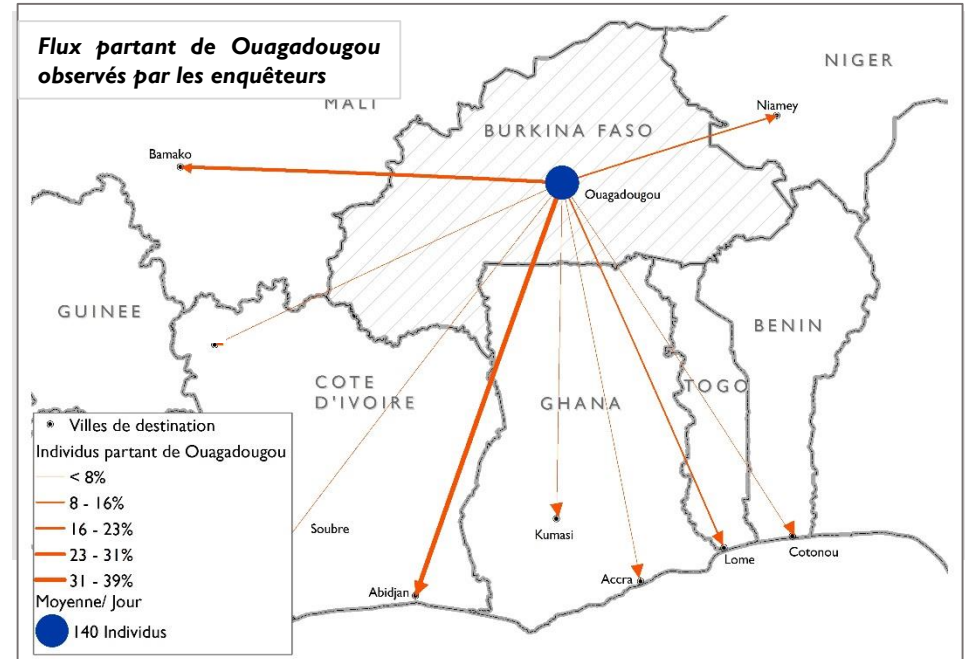 Flux partant de Ouagadougou
observés par les enquêteurs
NIGER
MALI
Niamey
BURKINA FASO
Bamako
Ouagadougou
GUINEE
BENIN
COTE
D'IVOIRE
TOGO
GHANA
Villes de destination
Individus partant de Ouagadougou
< 8%
8 - 16%
16 - 23%
23 - 31%
31 - 39%
Moyenne/ Jour
140 Individus
Soubre
Kumasi
Cotonou
Lome
Accra
Abidjan